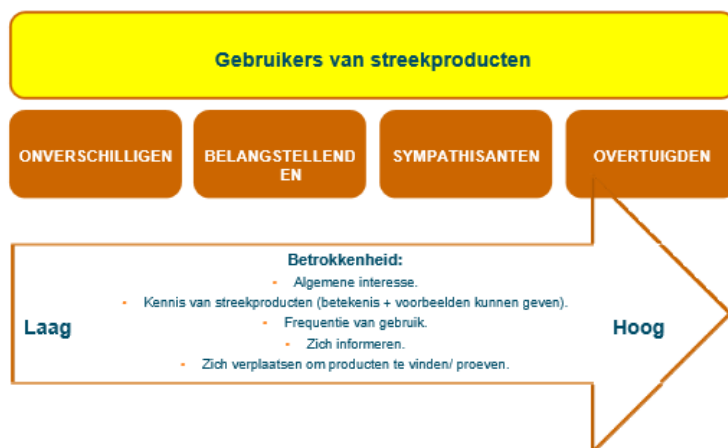 Gebruikers van streekproducten
ONVERSCHILLIGEN
BELANGSTELLEND
EN
SYMPATHISANTEN
OVERTUIGDEN
Betrokkenheid:
- Algemene interesse.
- Kennis van streekproducten (betekenis + voorbeelden kunnen geven).
- Frequentie van gebruik.
- Zich informeren.
- Zich verplaatsen om producten te vinden/ proeven.
Laag
Hoog